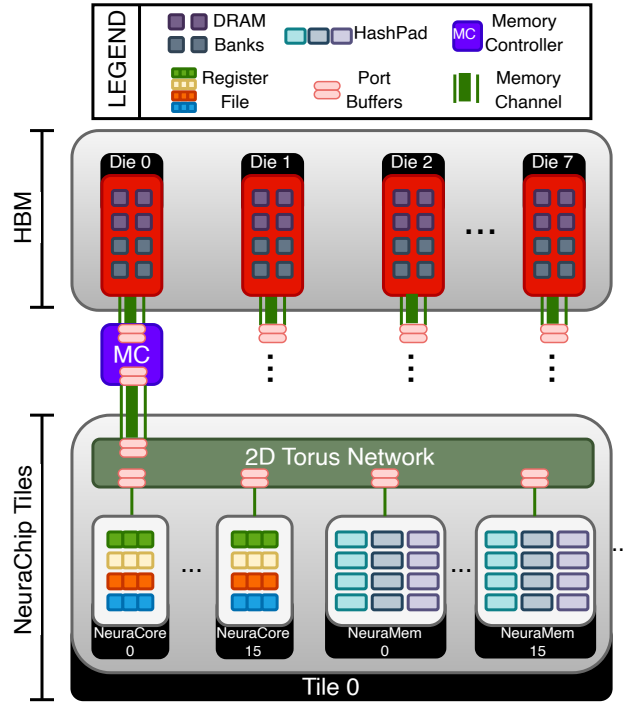 LEGEND
DRAM
Banks
HashPad
MC
Memory
Controller
Register
File
Port
Buffers
Memory
Channel
HBM
Die 0
Die 1
Die 2
Die 7
...
MC
NeuraChip Tiles
2D Torus Network
... ... ...
NeuraCore
0
NeuraCore
15
NeuraMem
0
NeuraMem
15
Tile 0